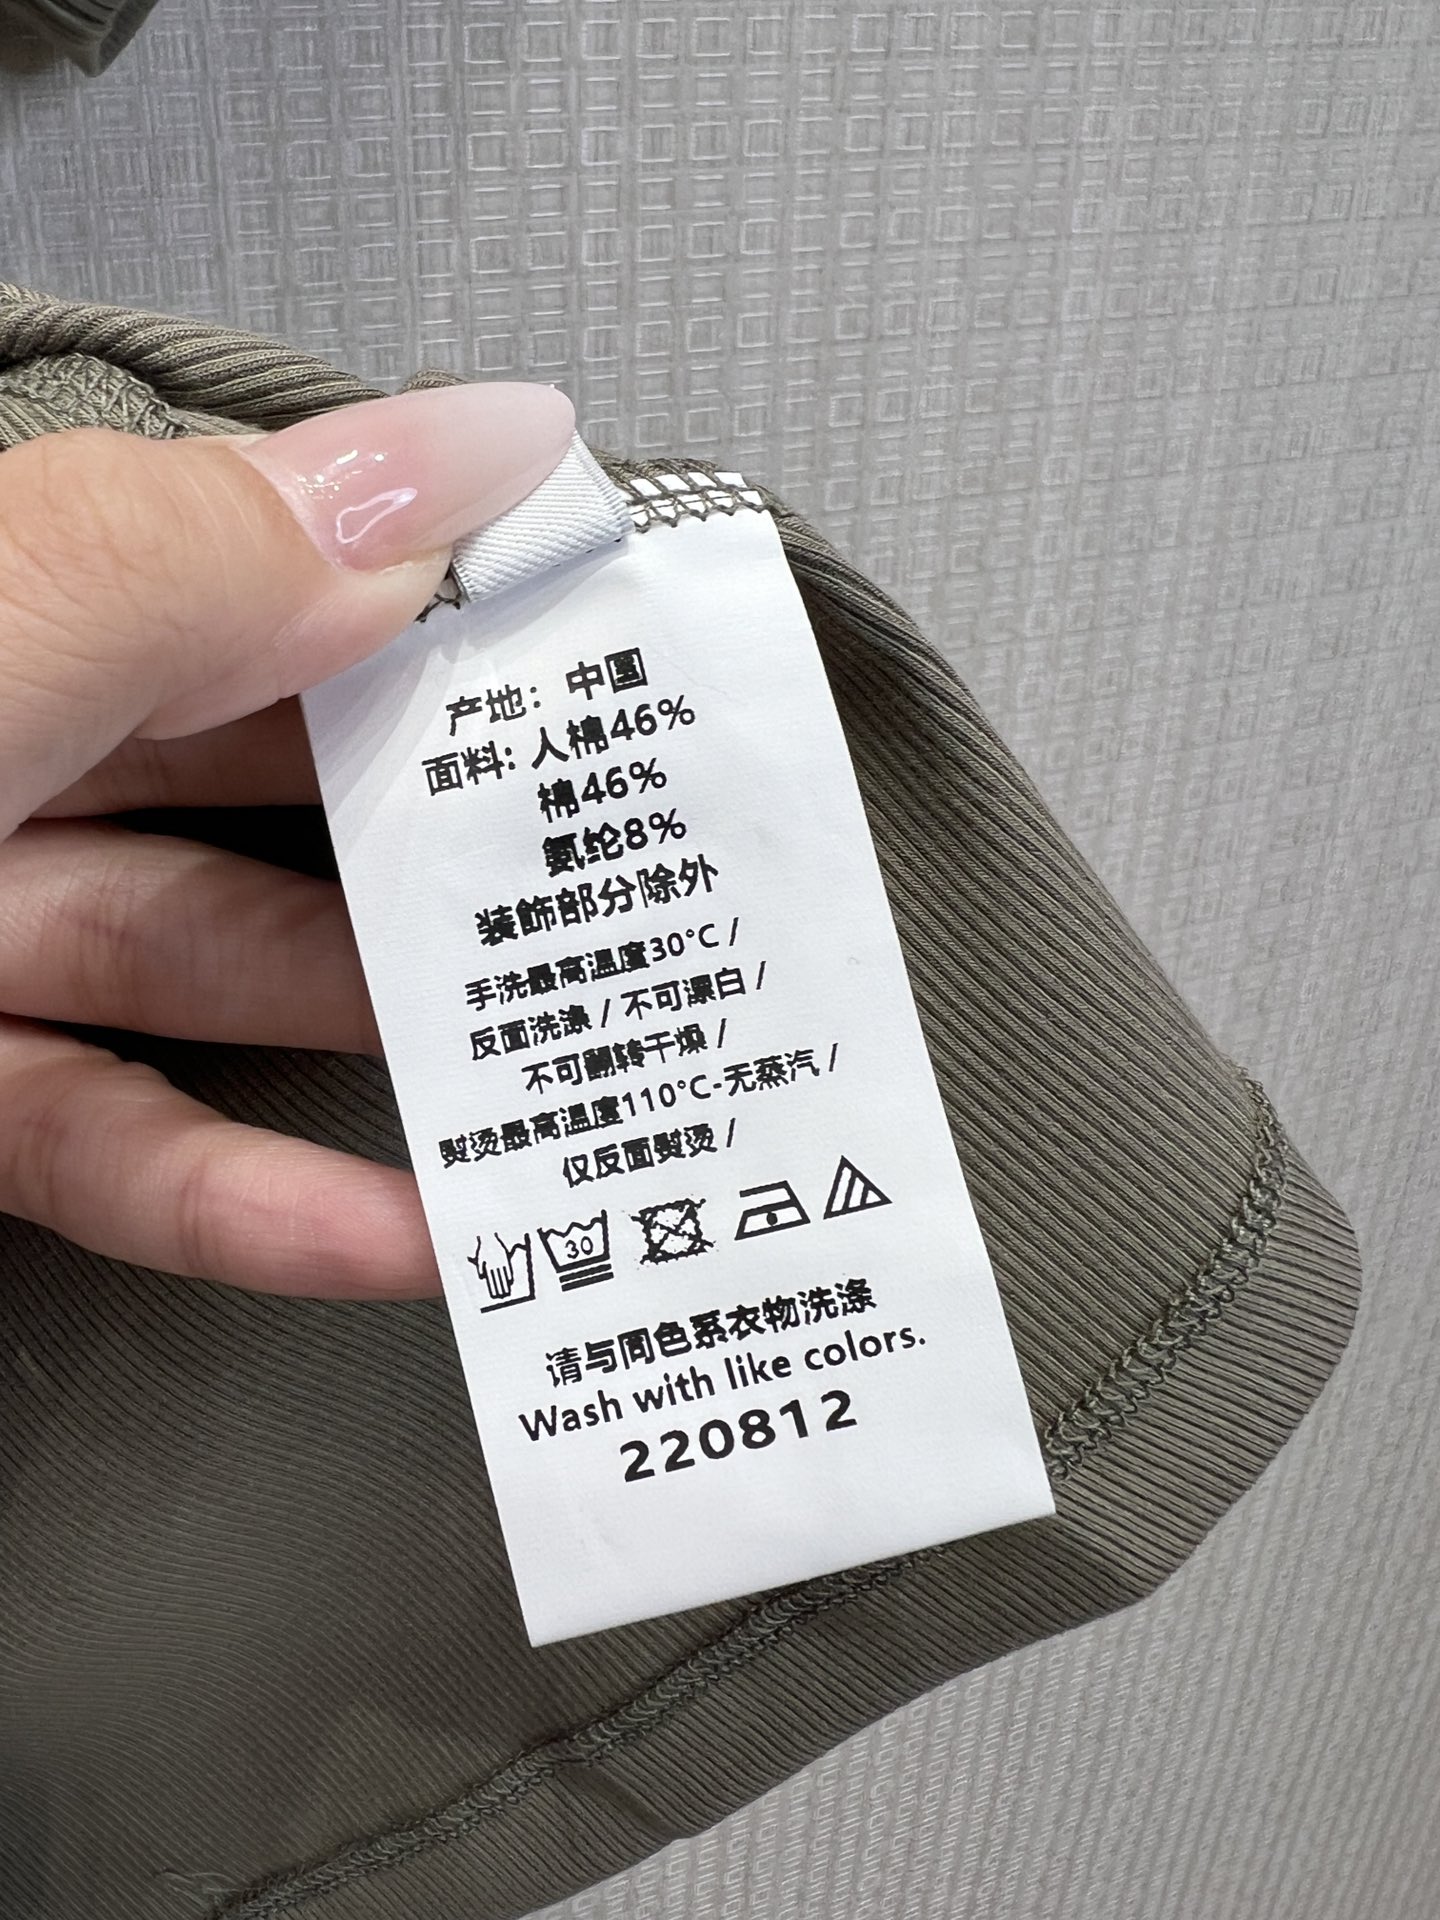 产地：中国
面料：人棉46%
棉46%
氨纶8%
装飾部分除外
手洗最高温度30°C /
反面洗涤 / 不可漂白 /
不可翻转干燥 /
熨烫最高温度110°C-无蒸汽 /
仅反面熨烫 /
30
请与同色系衣物洗涤
Wash with like colors.
220812